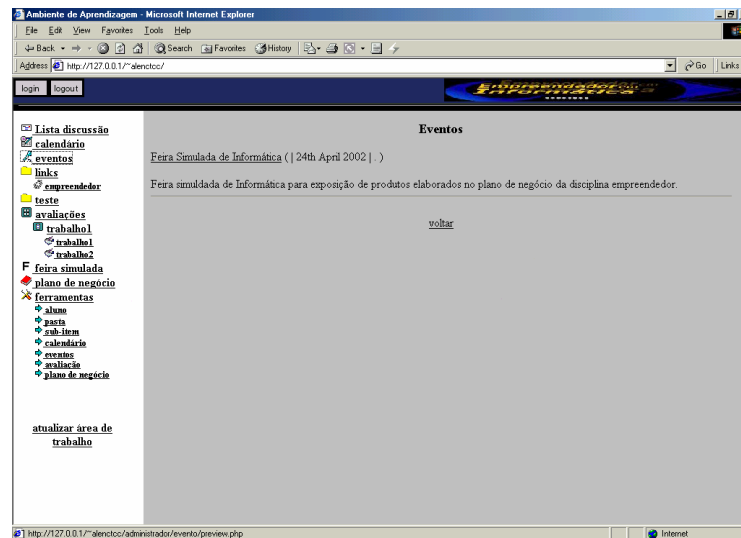 Ambiente de Aprendizagem - Microsoft Internet Explorer
File Edit View Favorites Tools Help
Back Search Favorites History
Address http://127.0.0.1/~alenctcc/ Go Links
login logout
Empreendedor em
Informática
Lista discussão
calendário
eventos
links
empreendedor
teste
avaliações
trabalho1
trabalho1
trabalho2
F feira simulada
plano de negócio
ferramentas
aluno
pasta
sub-item
calendário
eventos
avaliação
plano de negócio
atualizar área de
trabalho
Eventos
Feira Simulada de Informática ( | 24th April 2002 | . )
Feira simuldada de Informática para exposição de produtos elaborados no plano de negócio da disciplina empreendedor.
voltar
http://127.0.0.1/~alenctcc/administrador/evento/preview.php Internet